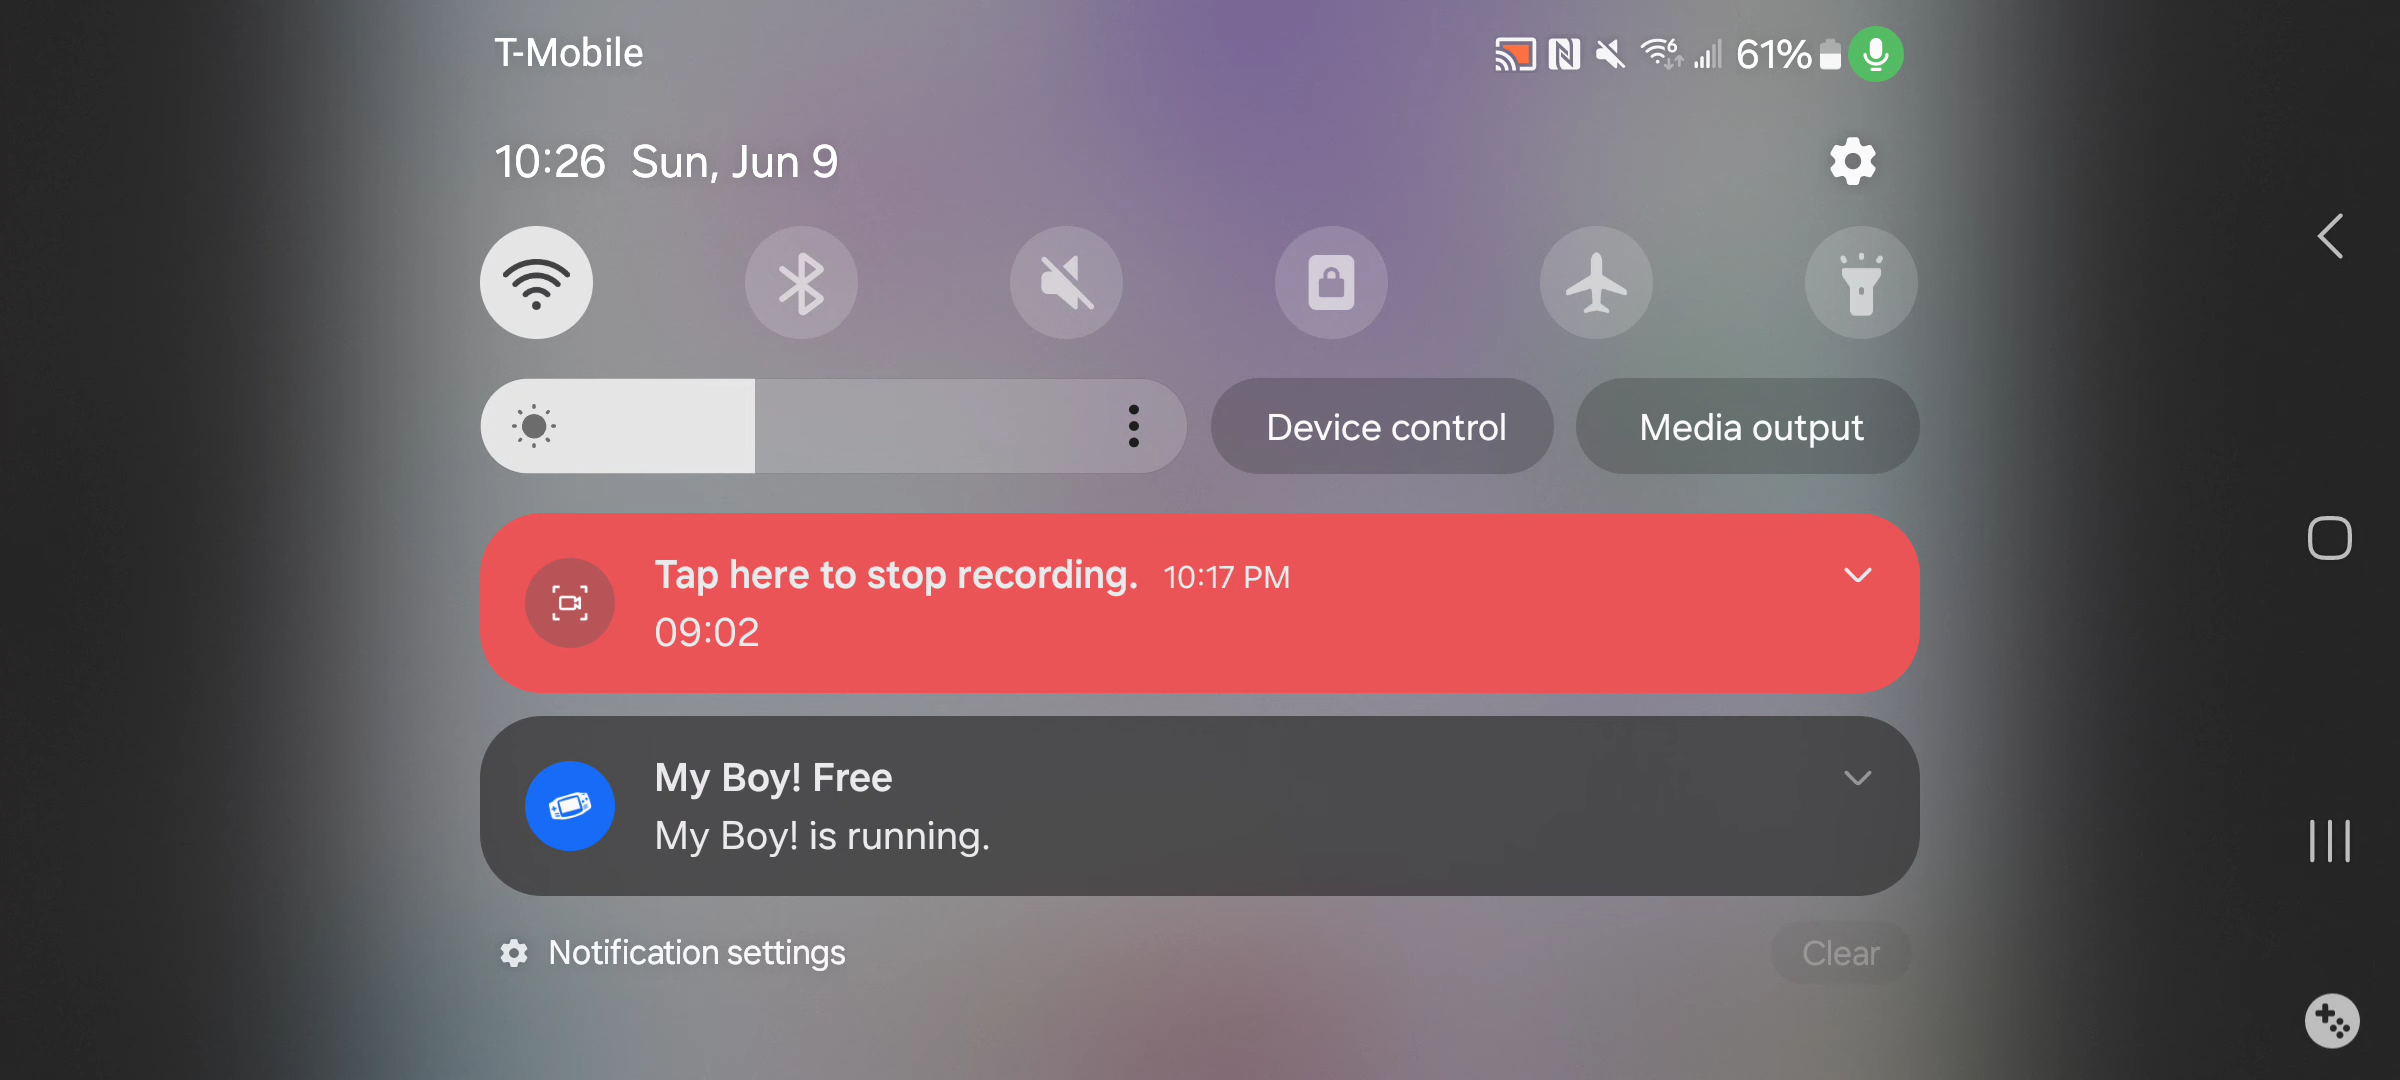 T-Mobile
61%
10:26 Sun, Jun 9
Device control
Media output
Tap here to stop recording. 10:17 PM
09:02
My Boy! Free
My Boy! is running.
Notification settings
Clear